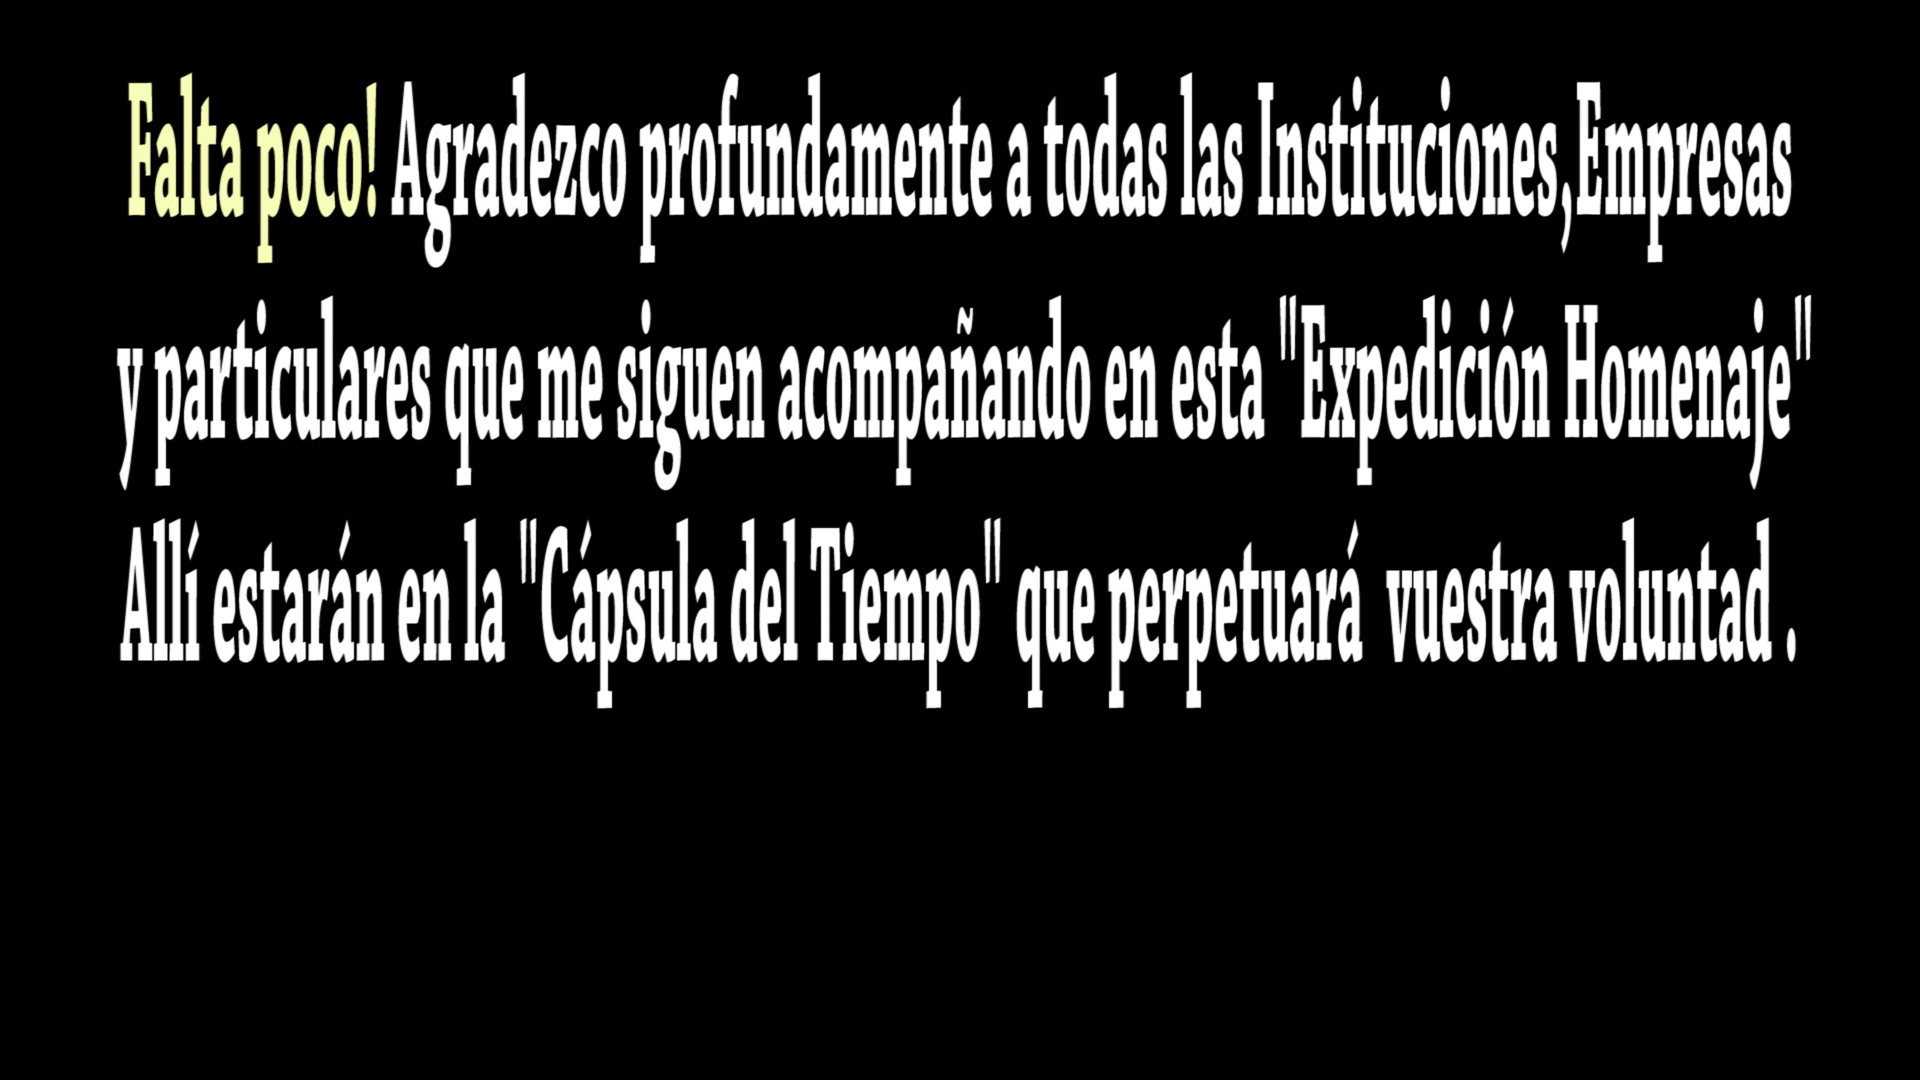 Falta poco! Agradezco profundamente a todas las Instituciones,Empresas
y particulares que me siguen acompañando en esta "Expedición Homenaje"
Allí estarán en la "Cápsula del Tiempo" que perpetuará  vuestra voluntad .